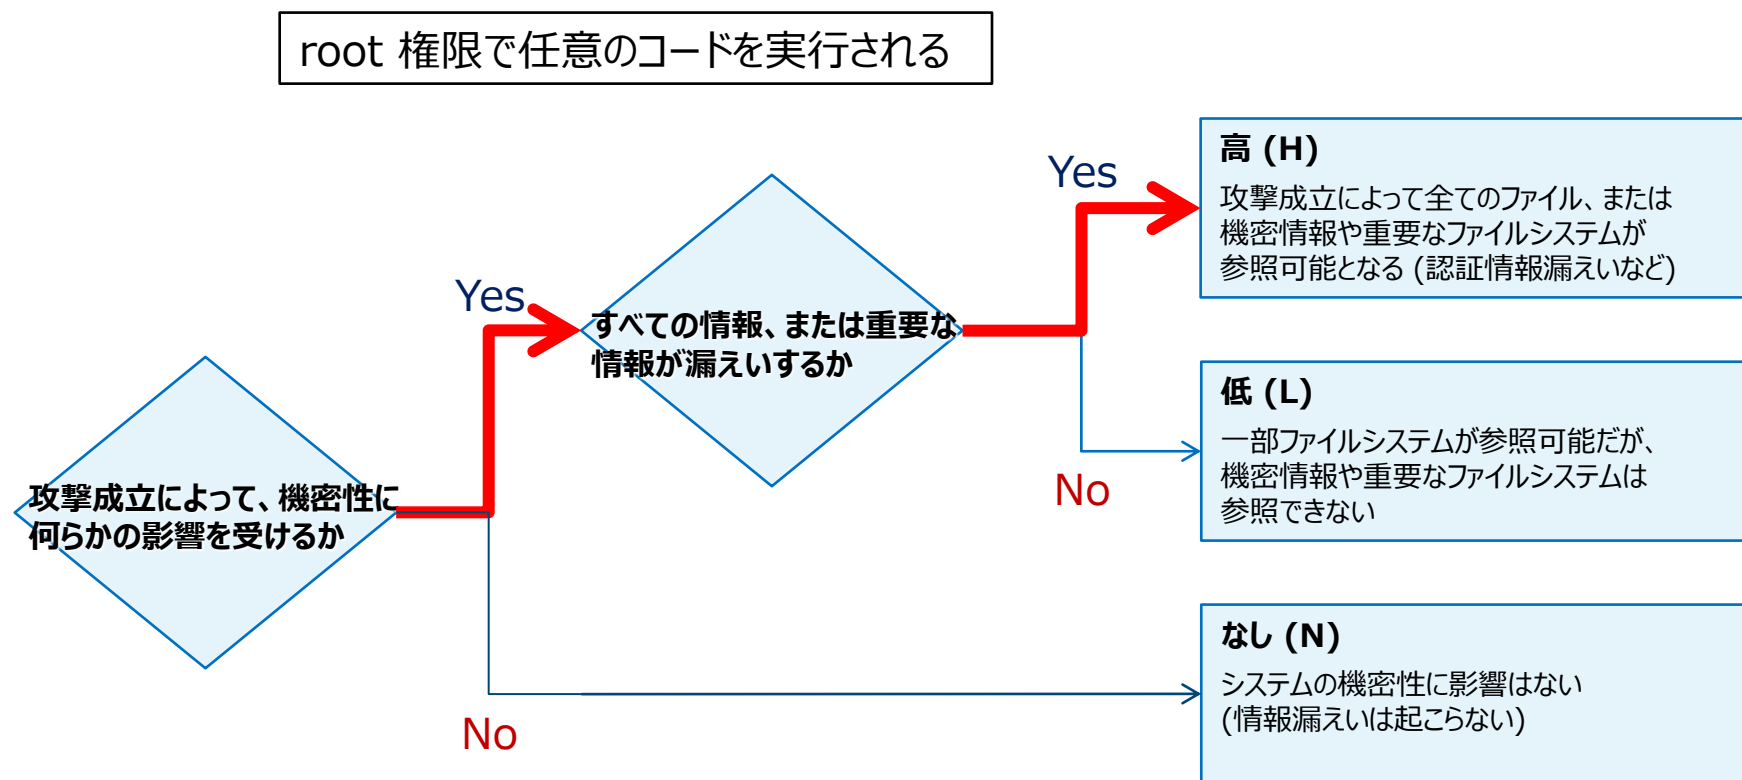 root 権限で任意のコードを実行される
Yes
高 (H)
攻撃成立によって全てのファイル、または
機密情報や重要なファイルシステムが
参照可能となる (認証情報漏えいなど)
Yes
すべての情報、または重要な
情報が漏えいするか
低 (L)
一部ファイルシステムが参照可能だが、
機密情報や重要なファイルシステムは
参照できない
No
攻撃成立によって、機密性に
何らかの影響を受けるか
なし (N)
システムの機密性に影響はない
(情報漏えいは起こらない)
No